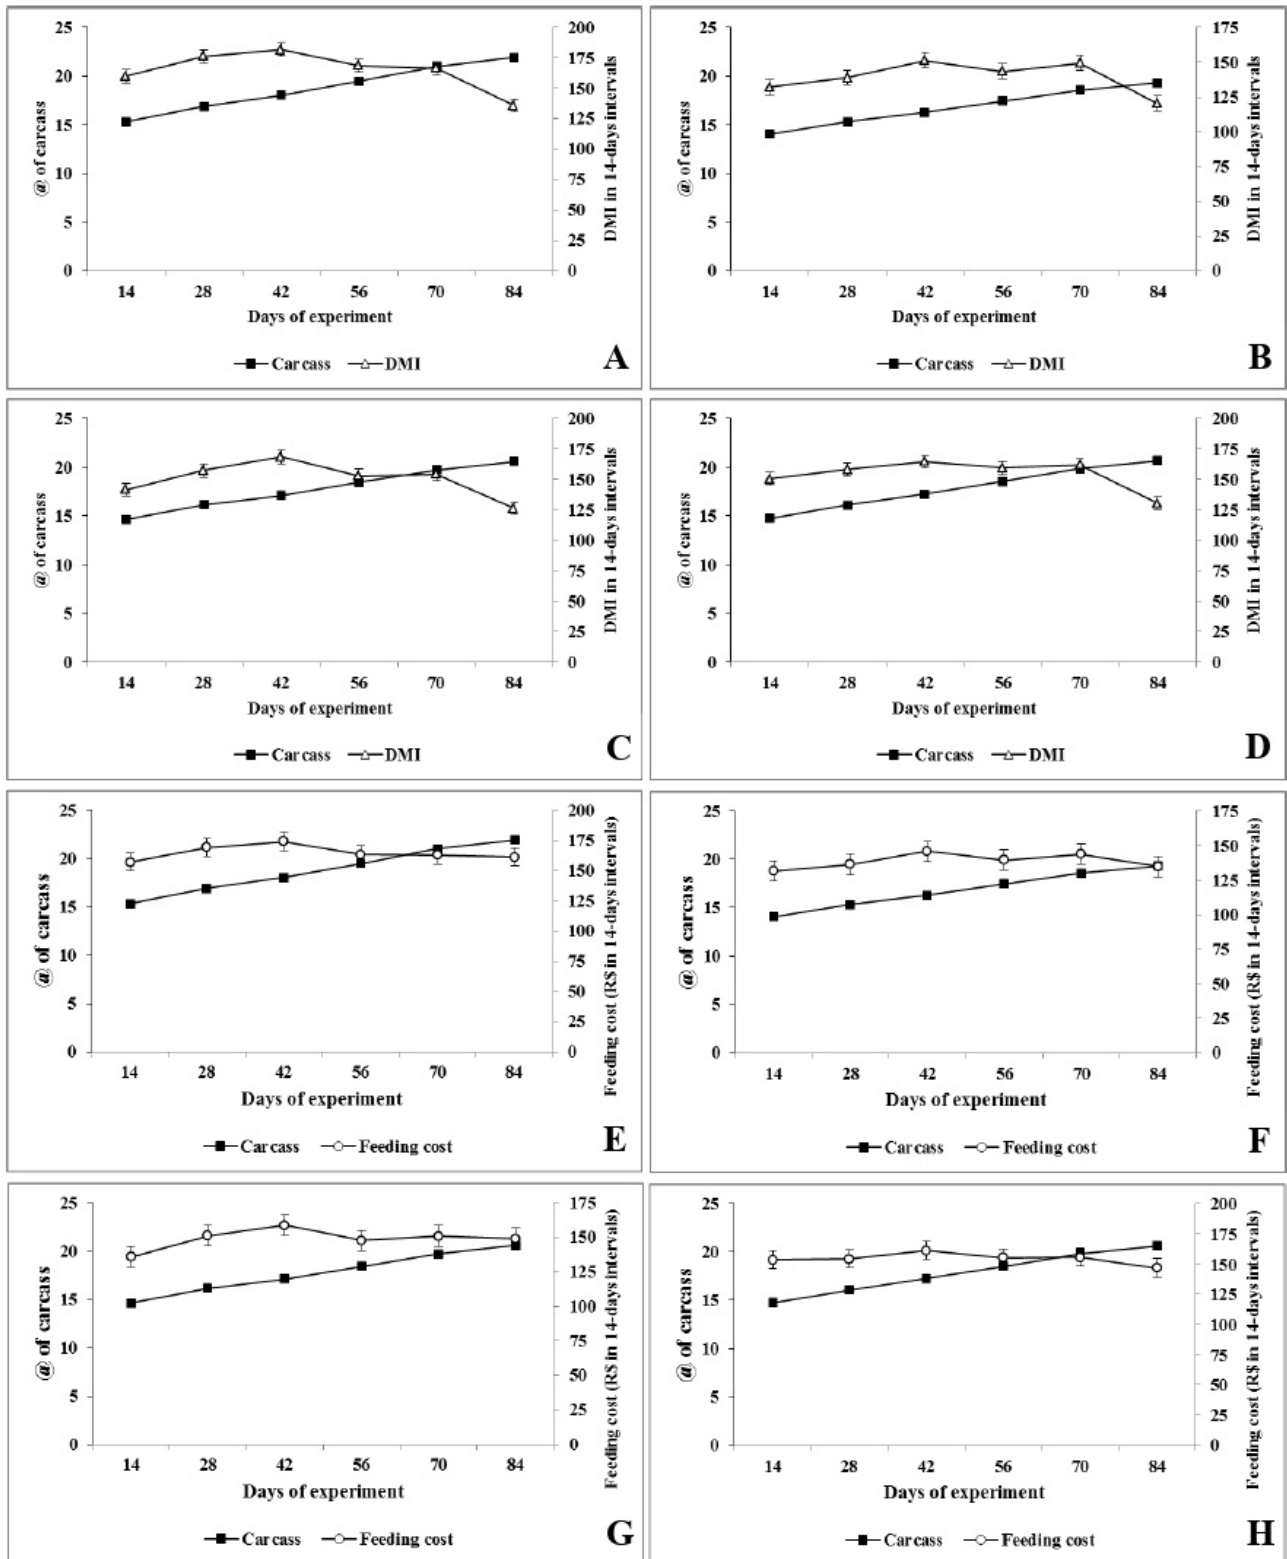 25 200
20 175
15 150
10 125
5 100
0 75
50
25
0
@ of carcass
DMI in 14-days intervals
14 28 42 56 70 84
Days of experiment
Carcass DMI
A
25 175
20 150
15 125
10 100
5 75
0 50
25
0
@ of carcass
DMI in 14-days intervals
14 28 42 56 70 84
Days of experiment
Carcass DMI
B
25 200
20 175
15 150
10 125
5 100
0 75
50
25
0
@ of carcass
DMI in 14-days intervals
14 28 42 56 70 84
Days of experiment
Carcass DMI
C
25 200
20 175
15 150
10 125
5 100
0 75
50
25
0
@ of carcass
DMI in 14-days intervals
14 28 42 56 70 84
Days of experiment
Carcass DMI
D
25 200
20 175
15 150
10 125
5 100
0 75
50
25
0
@ of carcass
Feeding cost (R$ in 14-days intervals)
14 28 42 56 70 84
Days of experiment
Carcass Feeding cost
E
25 175
20 150
15 125
10 100
5 75
0 50
25
0
@ of carcass
Feeding cost (R$ in 14-days intervals)
14 28 42 56 70 84
Days of experiment
Carcass Feeding cost
F
25 175
20 150
15 125
10 100
5 75
0 50
25
0
@ of carcass
Feeding cost (R$ in 14-days intervals)
14 28 42 56 70 84
Days of experiment
Carcass Feeding cost
G
25 200
20 175
15 150
10 125
5 100
0 75
50
25
0
@ of carcass
Feeding cost (R$ in 14-days intervals)
14 28 42 56 70 84
Days of experiment
Carcass Feeding cost
H